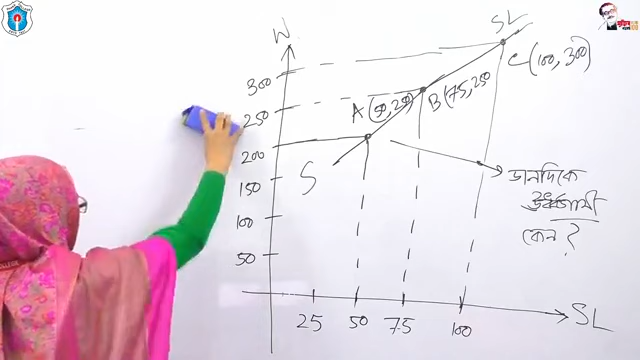 W
SL
300
C (100, 300)
250
A (50, 200)
B (75, 250
200
S
150
ডানদিকে
100
ঊর্ধ্বগামী
কেন ?
50
SL
25 50 75 100